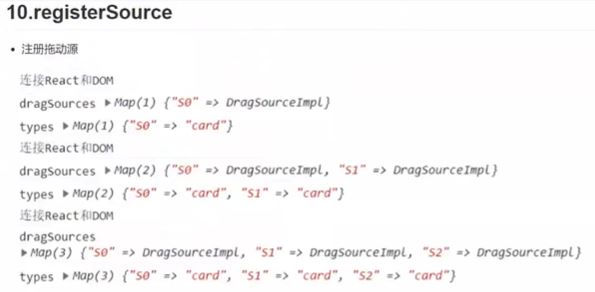 10.registerSource
• 注册拖动源
连接React和DOM
dragSources ▶Map(1) {"S0" => DragSourceImpl}
types ▶Map(1) {"S0" => "card"}
连接React和DOM
dragSources ▶Map(2) {"S0" => DragSourceImpl, "S1" => DragSourceImpl}
types ▶Map(2) {"S0" => "card", "S1" => "card"}
连接React和DOM
dragSources
▶Map(3) {"S0" => DragSourceImpl, "S1" => DragSourceImpl, "S2" => DragSourceImpl}
types ▶Map(3) {"S0" => "card", "S1" => "card", "S2" => "card"}